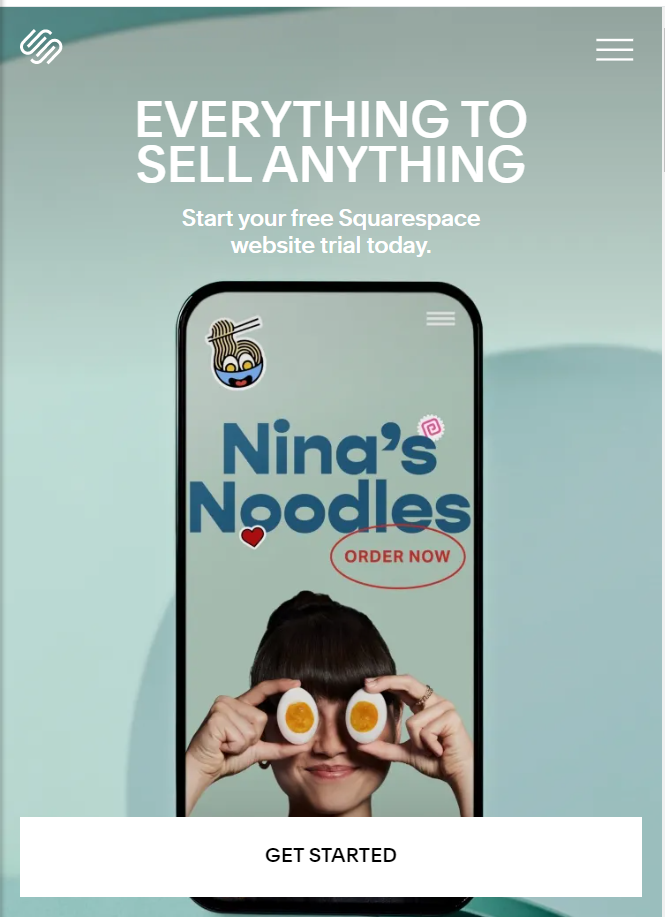 EVERYTHING TO
SELL ANYTHING
Start your free Squarespace
website trial today.
Nina's
Noodles
ORDER NOW
GET STARTED